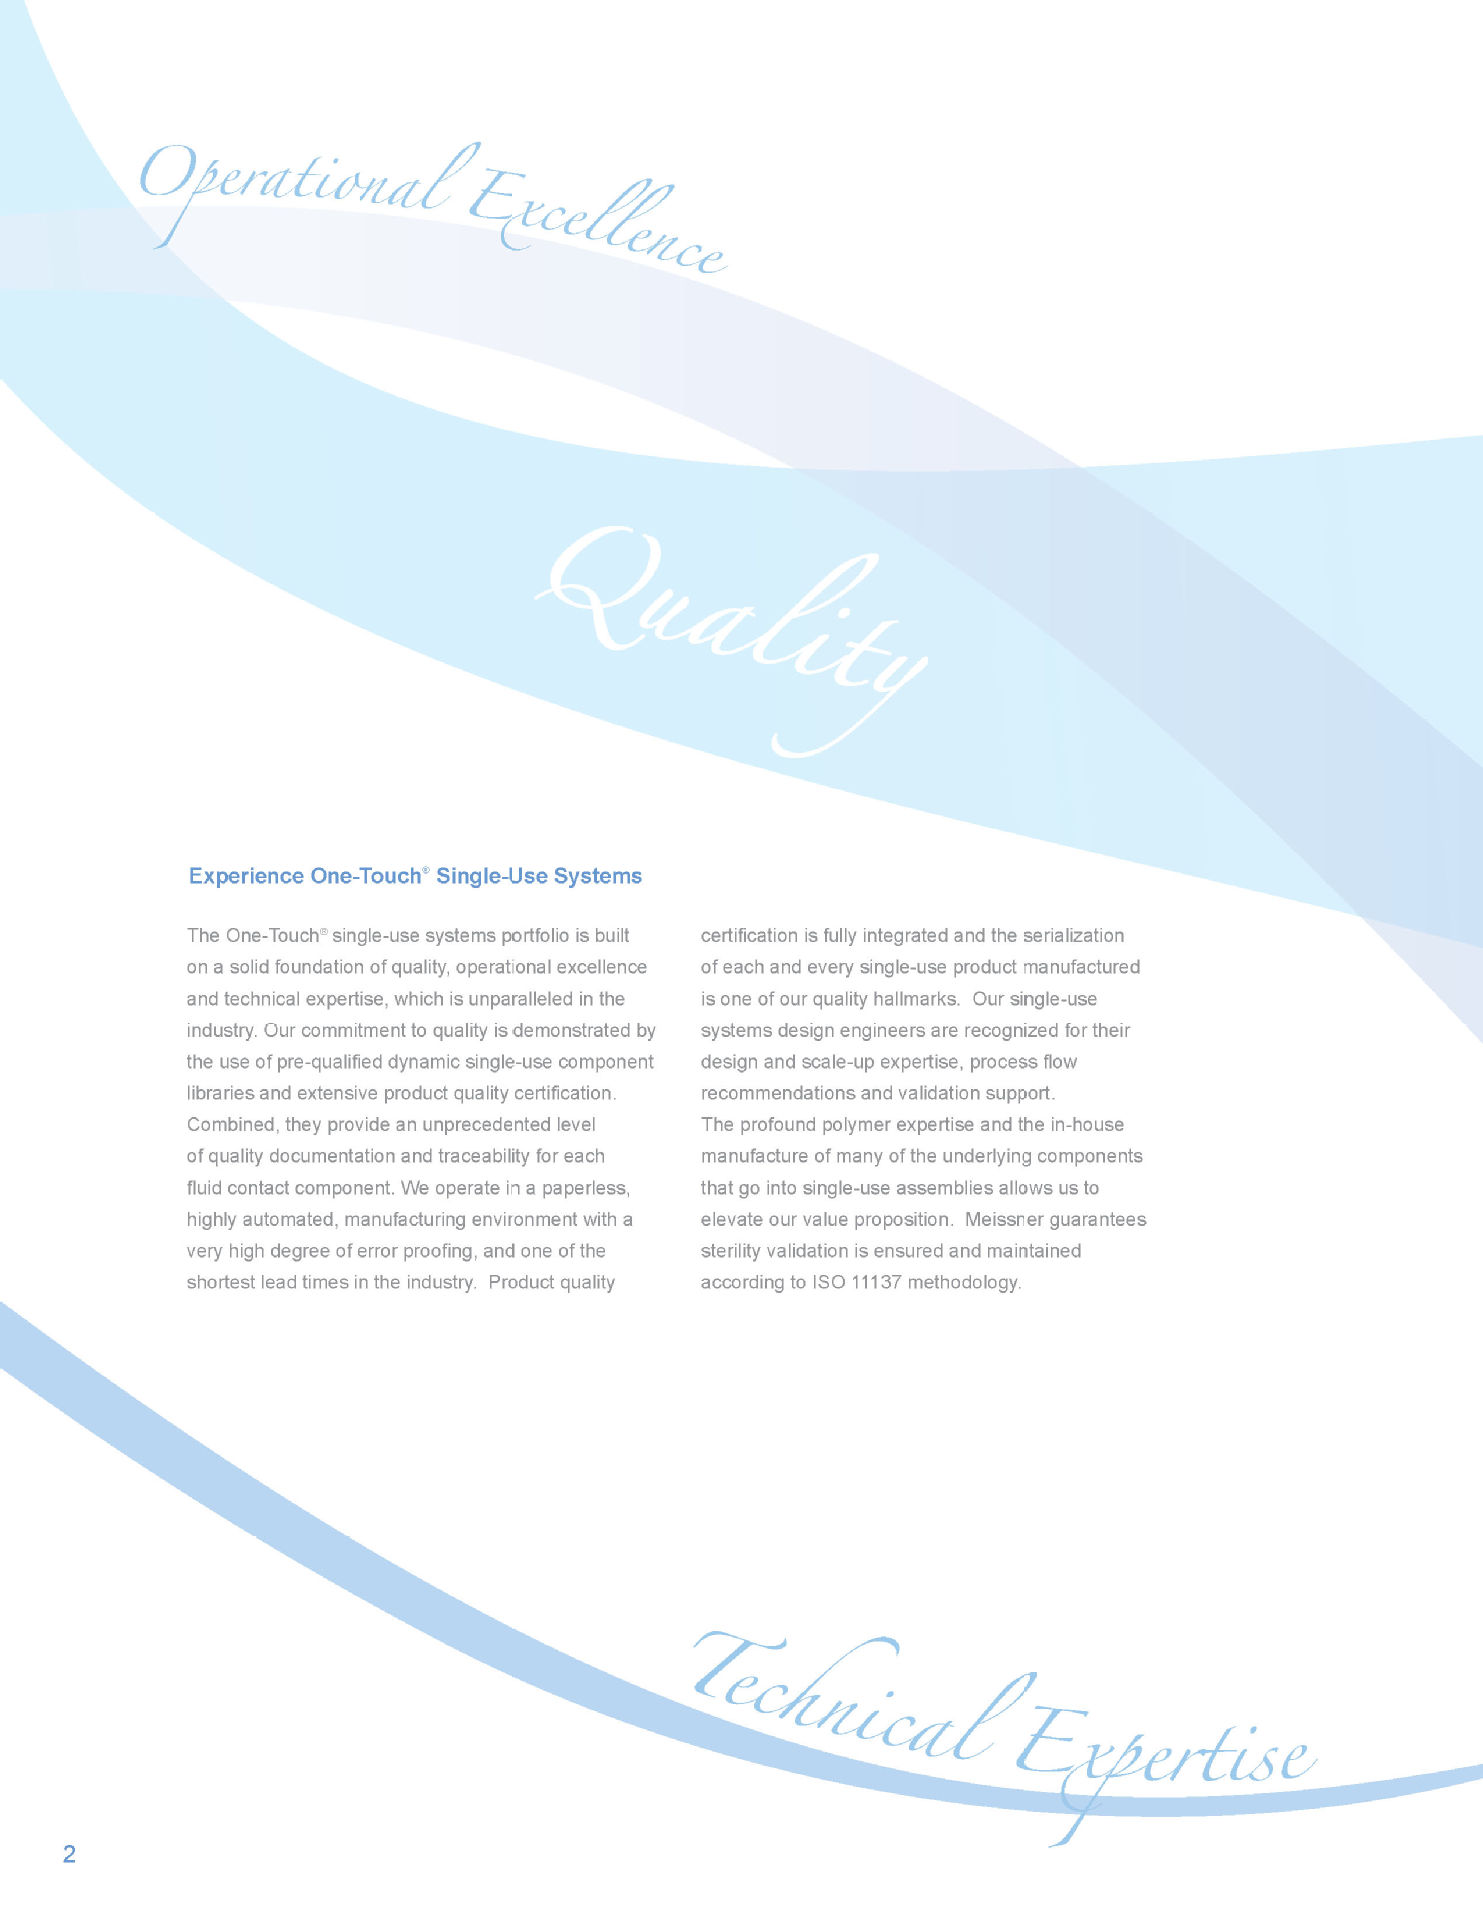 Operational Excellence
Quality
Experience One-Touch® Single-Use Systems
The One-Touch® single-use systems portfolio is built
on a solid foundation of quality, operational excellence
and technical expertise, which is unparalleled in the
industry. Our commitment to quality is demonstrated by
the use of pre-qualified dynamic single-use component
libraries and extensive product quality certification.
Combined, they provide an unprecedented level
of quality documentation and traceability for each
fluid contact component. We operate in a paperless,
highly automated, manufacturing environment with a
very high degree of error proofing, and one of the
shortest lead times in the industry.  Product quality
certification is fully integrated and the serialization
of each and every single-use product manufactured
is one of our quality hallmarks.  Our single-use
systems design engineers are recognized for their
design and scale-up expertise, process flow
recommendations and validation support.
The profound polymer expertise and the in-house
manufacture of many of the underlying components
that go into single-use assemblies allows us to
elevate our value proposition.  Meissner guarantees
sterility validation is ensured and maintained
according to ISO 11137 methodology.
Technical Expertise
2